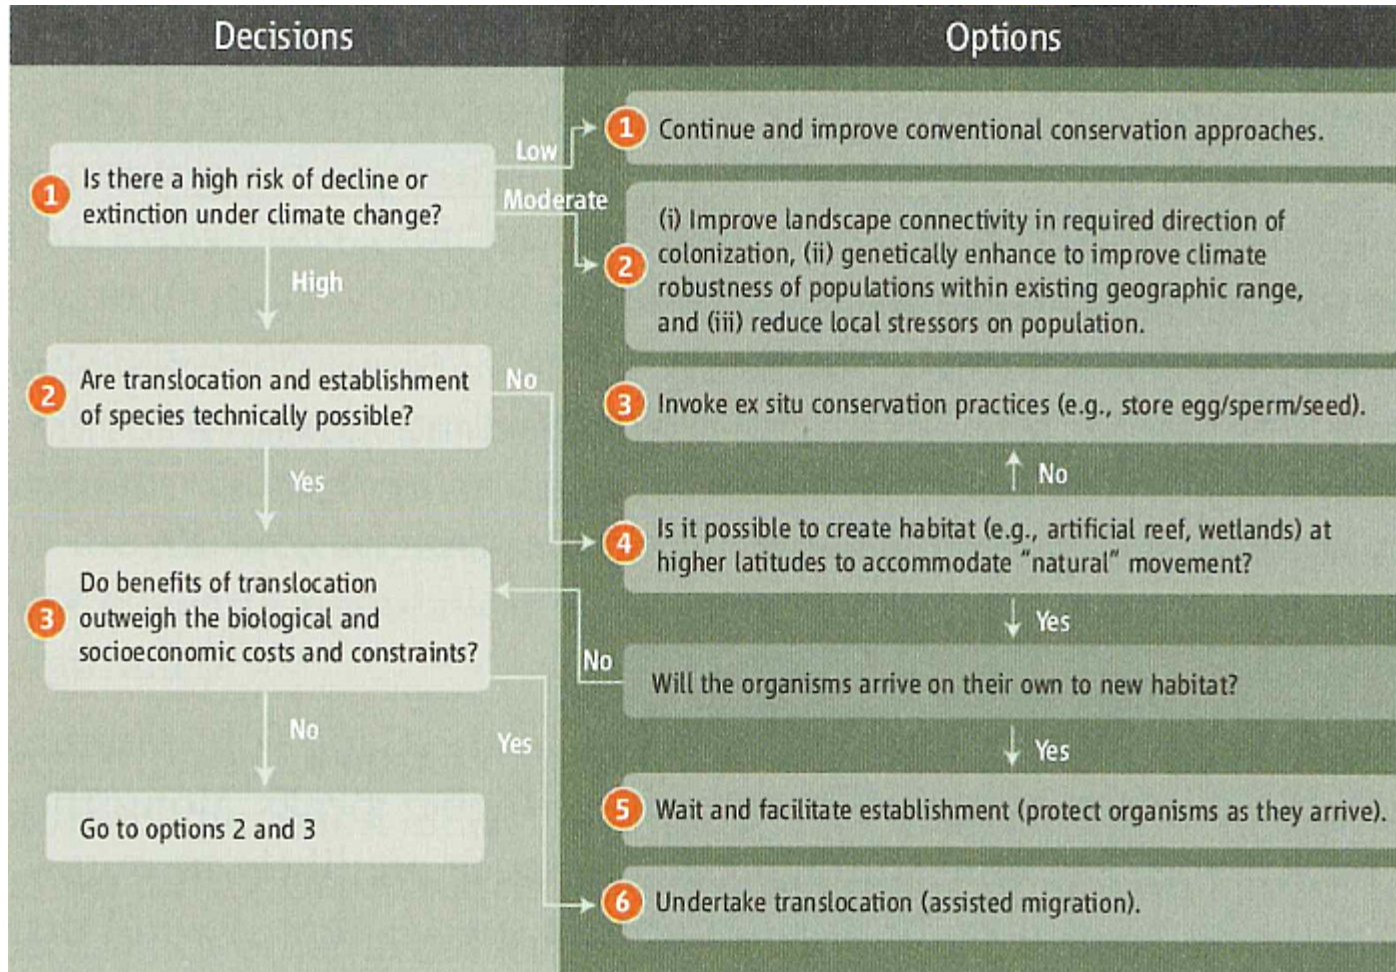 Decisions
Options
1
Is there a high risk of decline or
extinction under climate change?
Low
Moderate
High
1
Continue and improve conventional conservation approaches.
2
(i) Improve landscape connectivity in required direction of
colonization, (ii) genetically enhance to improve climate
robustness of populations within existing geographic range,
and (iii) reduce local stressors on population.
2
Are translocation and establishment
of species technically possible?
No
Yes
3
Invoke ex situ conservation practices (e.g., store egg/sperm/seed).
No
4
Is it possible to create habitat (e.g., artificial reef, wetlands) at
higher latitudes to accommodate “natural” movement?
Yes
3
Do benefits of translocation
outweigh the biological and
socioeconomic costs and constraints?
No
Yes
No
Will the organisms arrive on their own to new habitat?
Yes
Go to options 2 and 3
5
Wait and facilitate establishment (protect organisms as they arrive).
6
Undertake translocation (assisted migration).